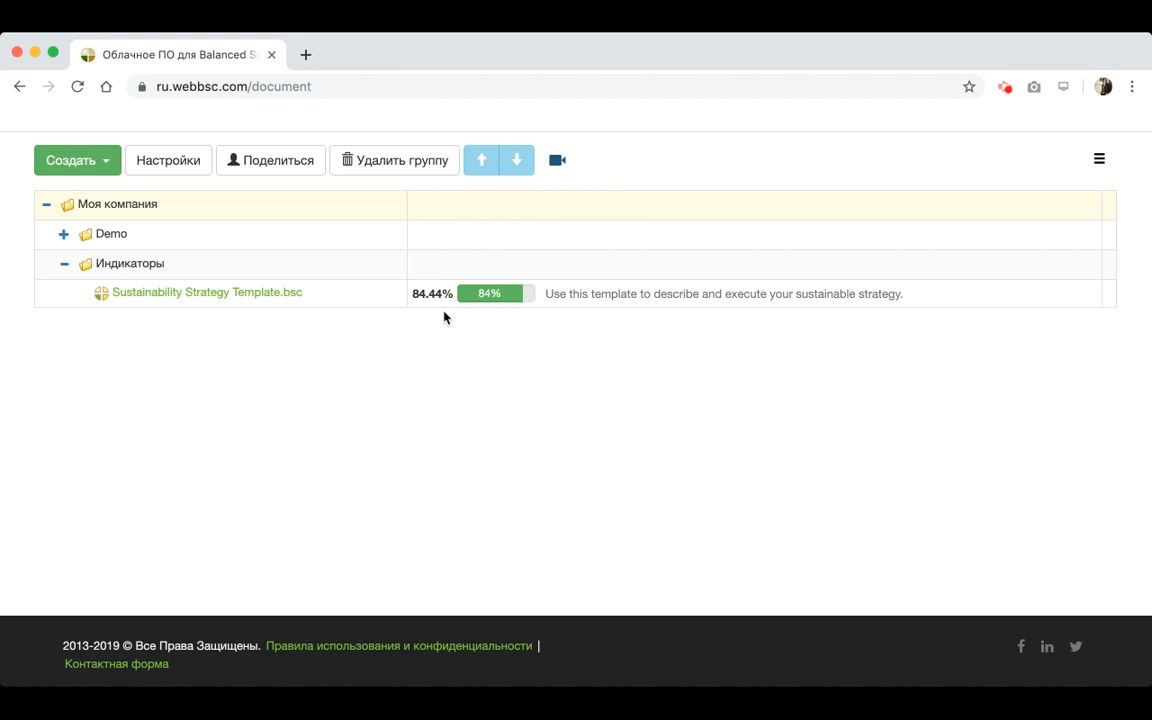 Облачное ПО для Balanced S
ru.webbsc.com/document
Создать Настройки Поделиться Удалить группу
Моя компания
Demo
Индикаторы
Sustainability Strategy Template.bsc 84.44% 84% Use this template to describe and execute your sustainable strategy.
2013-2019 © Все Права Защищены. Правила использования и конфиденциальности |
Контактная форма